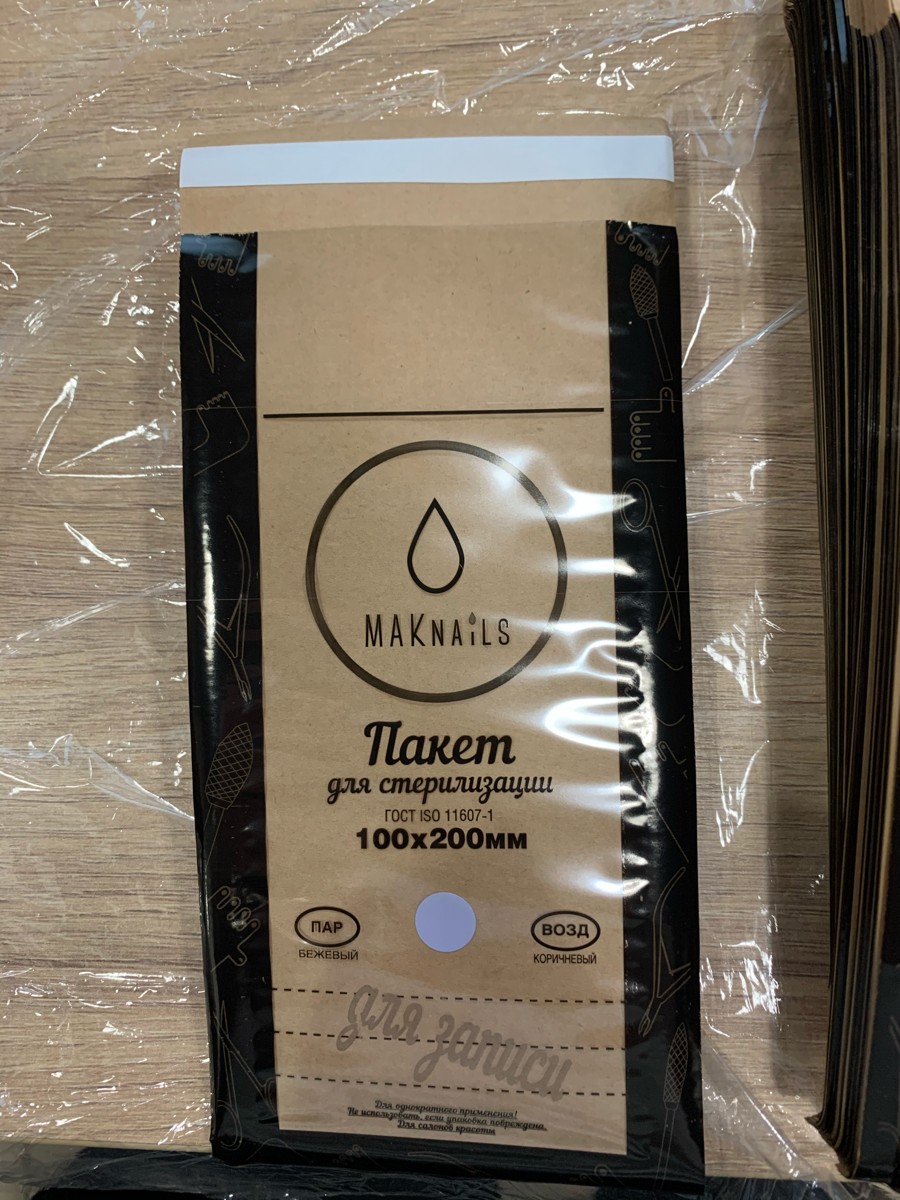 MAKNAILS
Пакет
для стерилизации
ГОСТ ISO 11607-1
100х200мм
ПАР
БЕЖЕВЫЙ
ВОЗД
КОРИЧНЕВЫЙ
для записи
Для однократного применения!
Не использовать, если упаковка повреждена.
Для салонов красоты